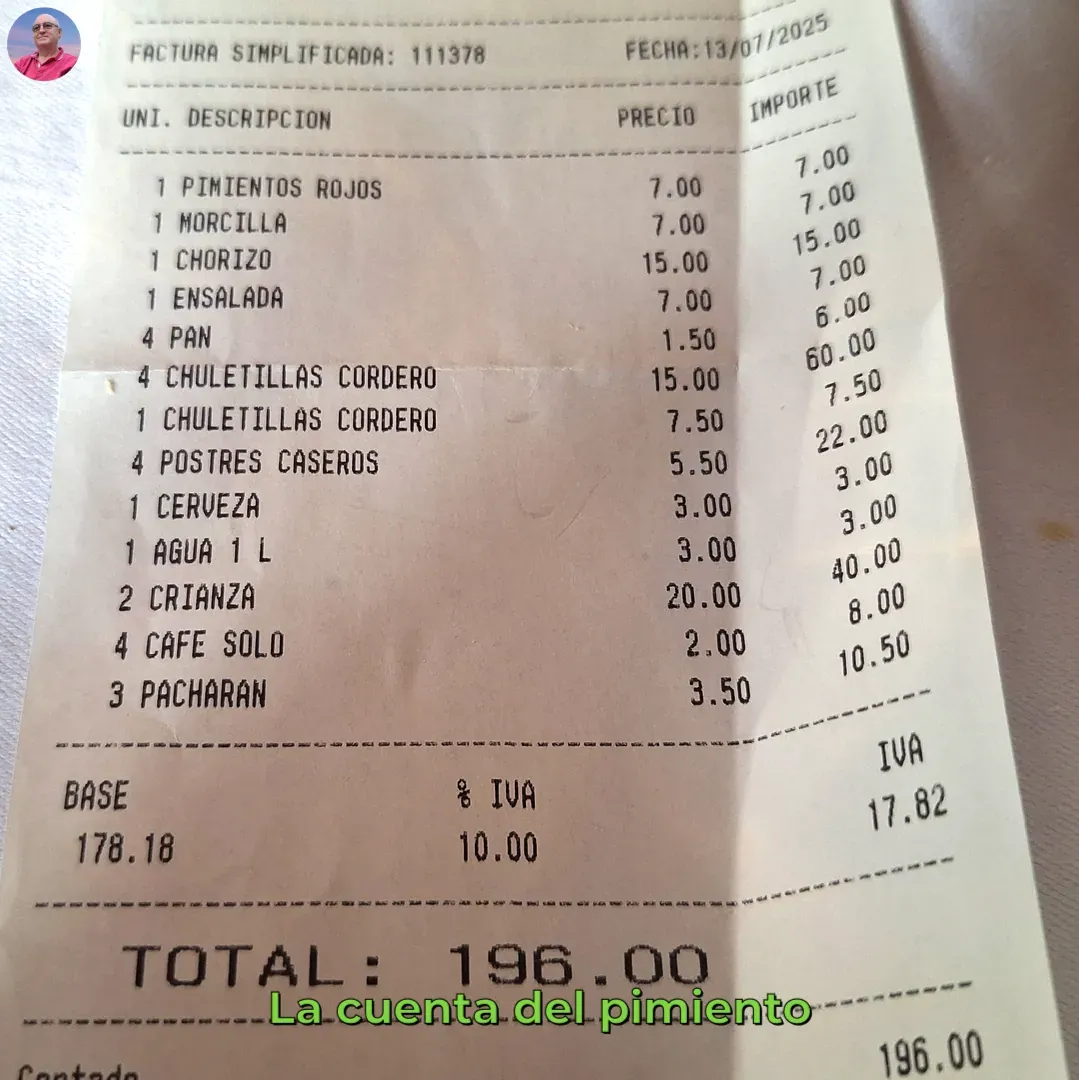 FACTURA SIMPLIFICADA: 111378 FECHA:13/07/2025
UNI. DESCRIPCION PRECIO IMPORTE
1 PIMIENTOS ROJOS 7.00 7.00
1 MORCILLA 7.00 7.00
1 CHORIZO 15.00 15.00
1 ENSALADA 7.00 7.00
4 PAN 1.50 6.00
4 CHULETILLAS CORDERO 15.00 60.00
1 CHULETILLAS CORDERO 7.50 7.50
4 POSTRES CASEROS 5.50 22.00
1 CERVEZA 3.00 3.00
1 AGUA 1 L 3.00 3.00
2 CRIANZA 20.00 40.00
4 CAFE SOLO 2.00 8.00
3 PACHARAN 3.50 10.50
BASE % IVA IVA
178.18 10.00 17.82
TOTAL: 196.00
La cuenta del pimiento
Contado 196.00